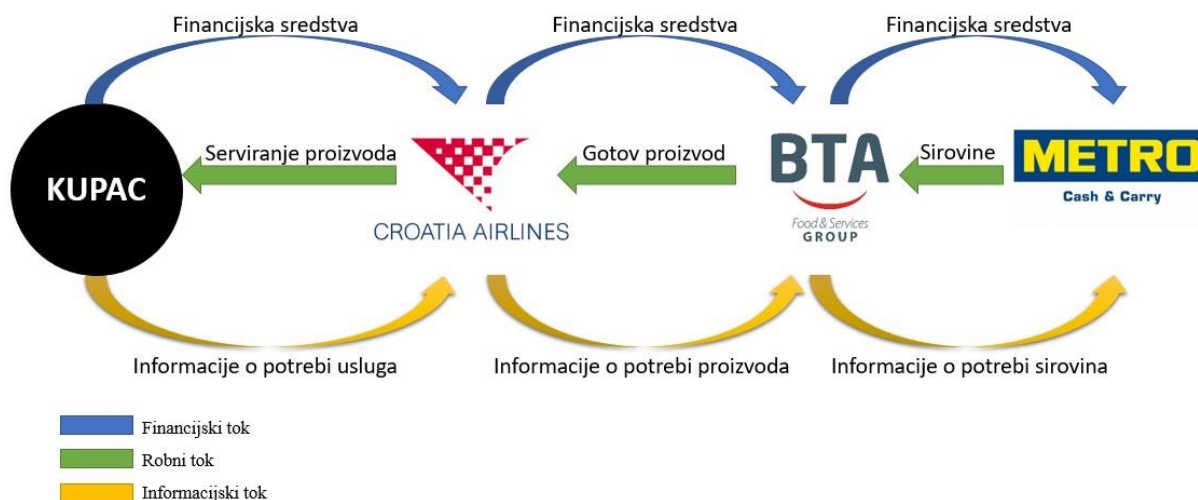 Financijska sredstva
Financijska sredstva
Financijska sredstva
KUPAC
Serviranje proizvoda
CROATIA AIRLINES
Gotov proizvod
BTA
Food & Services
GROUP
Sirovine
METRO
Cash & Carry
Informacije o potrebi usluga
Informacije o potrebi proizvoda
Informacije o potrebi sirovina
Financijski tok
Robni tok
Informacijski tok